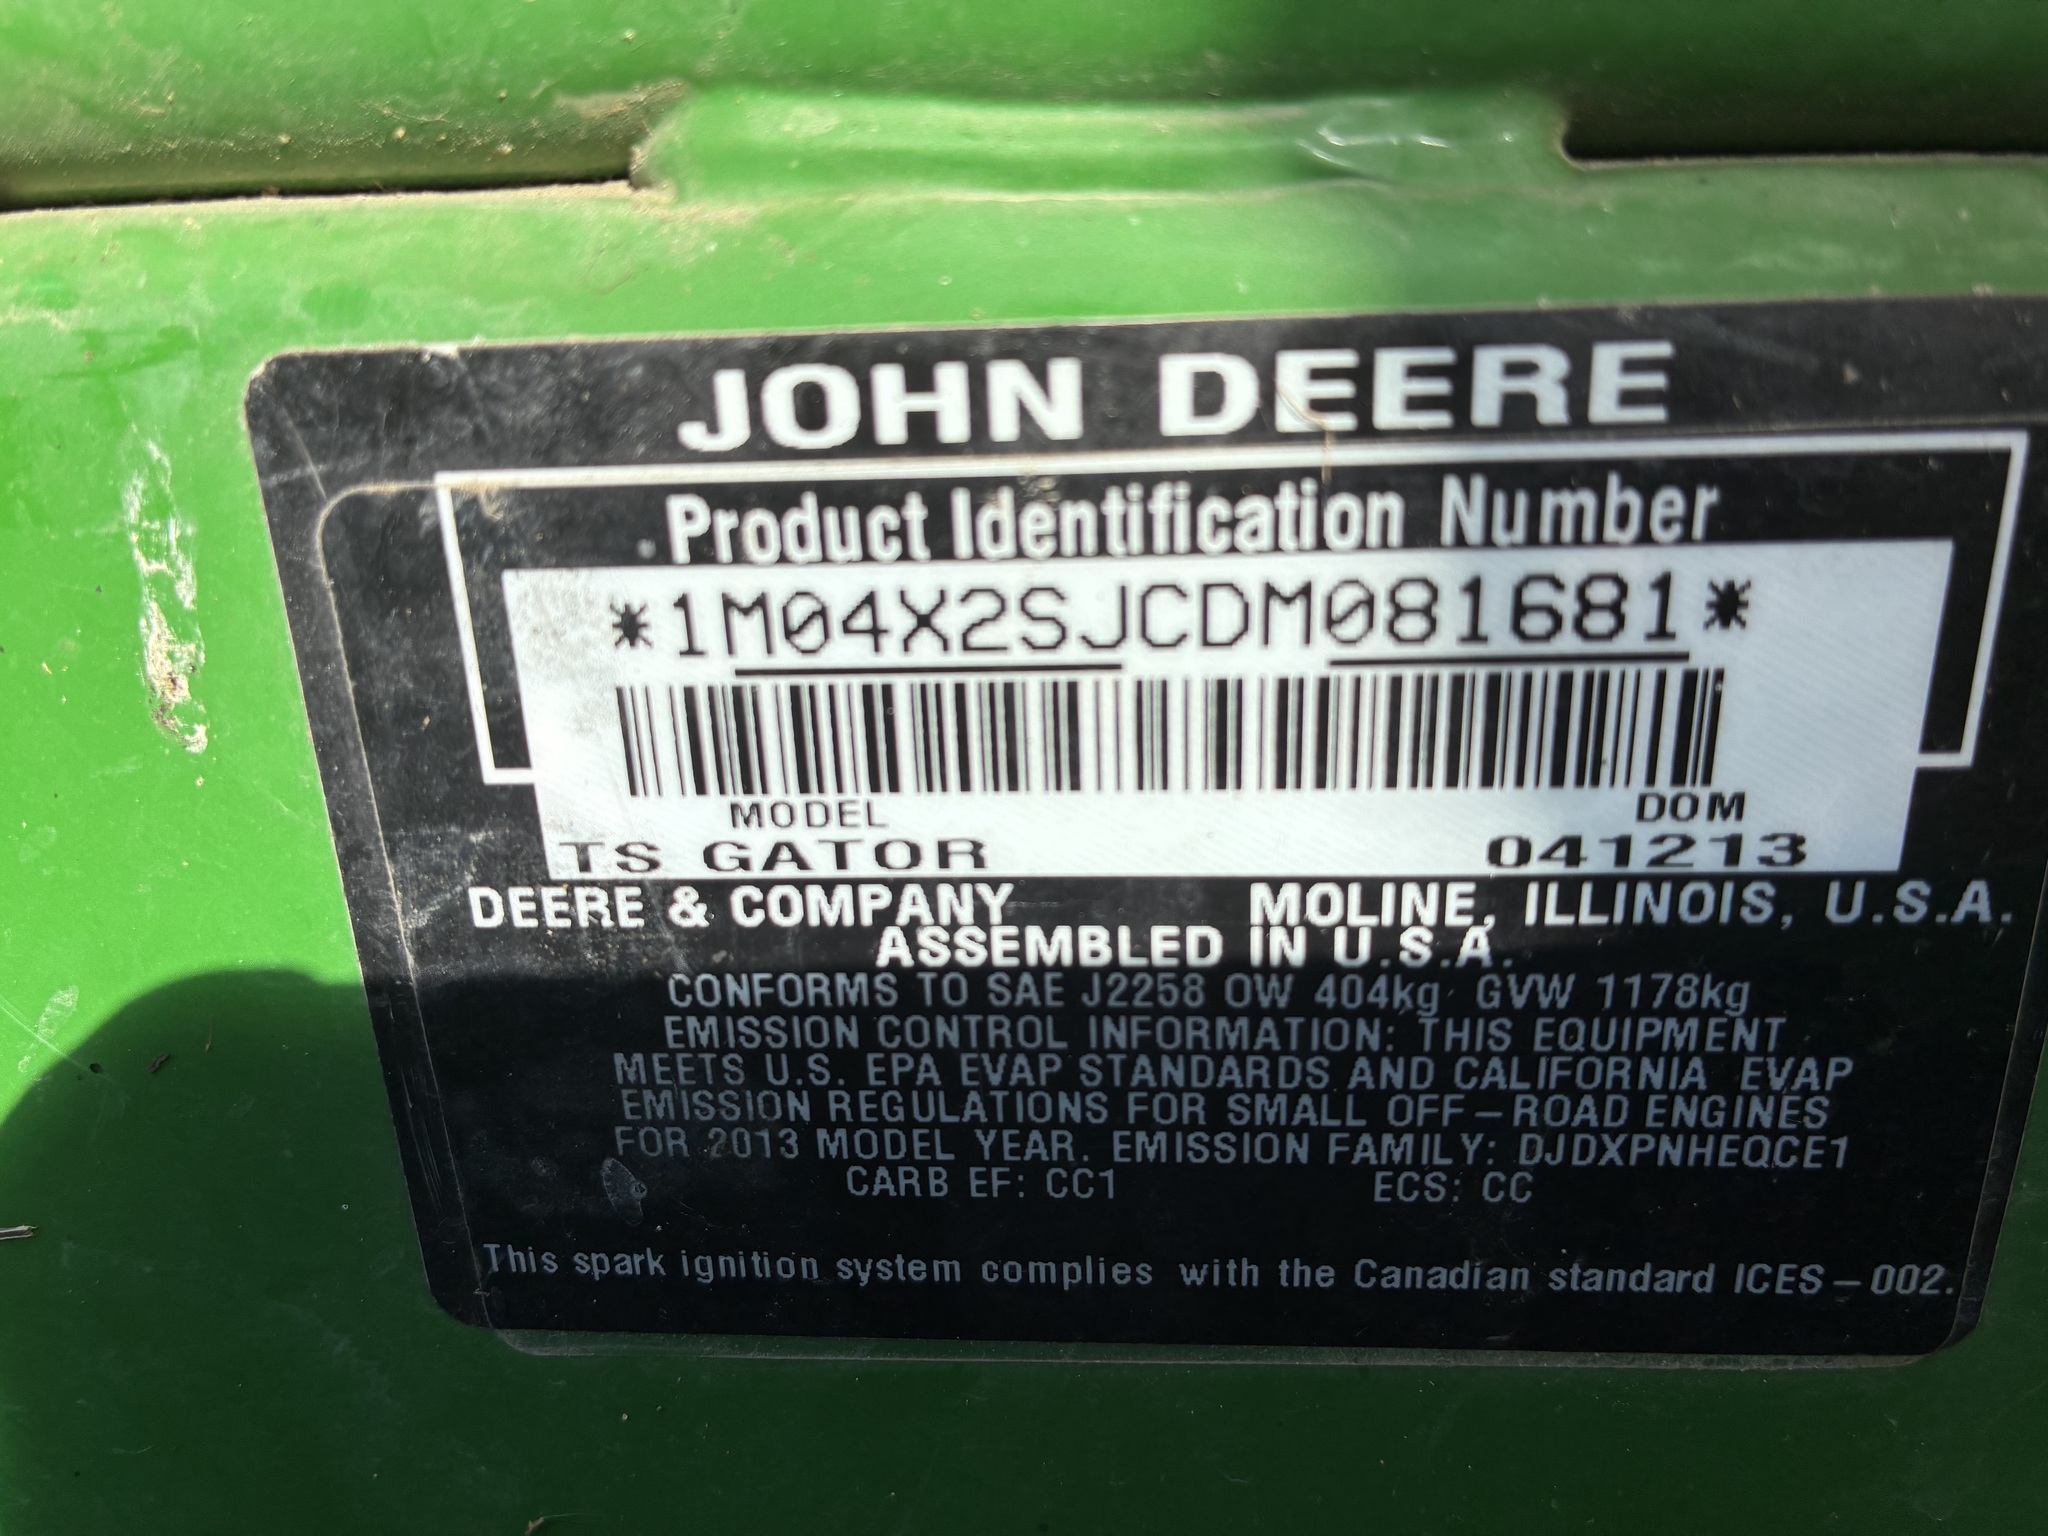 JOHN DEERE
Product Identification Number
*1M04X2SJCDM081681*
MODEL DOM
TS GATOR 041213
DEERE & COMPANY MOLINE, ILLINOIS, U.S.A.
ASSEMBLED IN U.S.A.
CONFORMS TO SAE J2258 OW 404kg GVW 1178kg
EMISSION CONTROL INFORMATION: THIS EQUIPMENT
MEETS U.S. EPA EVAP STANDARDS AND CALIFORNIA EVAP
EMISSION REGULATIONS FOR SMALL OFF-ROAD ENGINES
FOR 2013 MODEL YEAR. EMISSION FAMILY: DJDXPNHEQCE1
CARB EF: CC1 ECS: CC
This spark ignition system complies with the Canadian standard ICES-002.